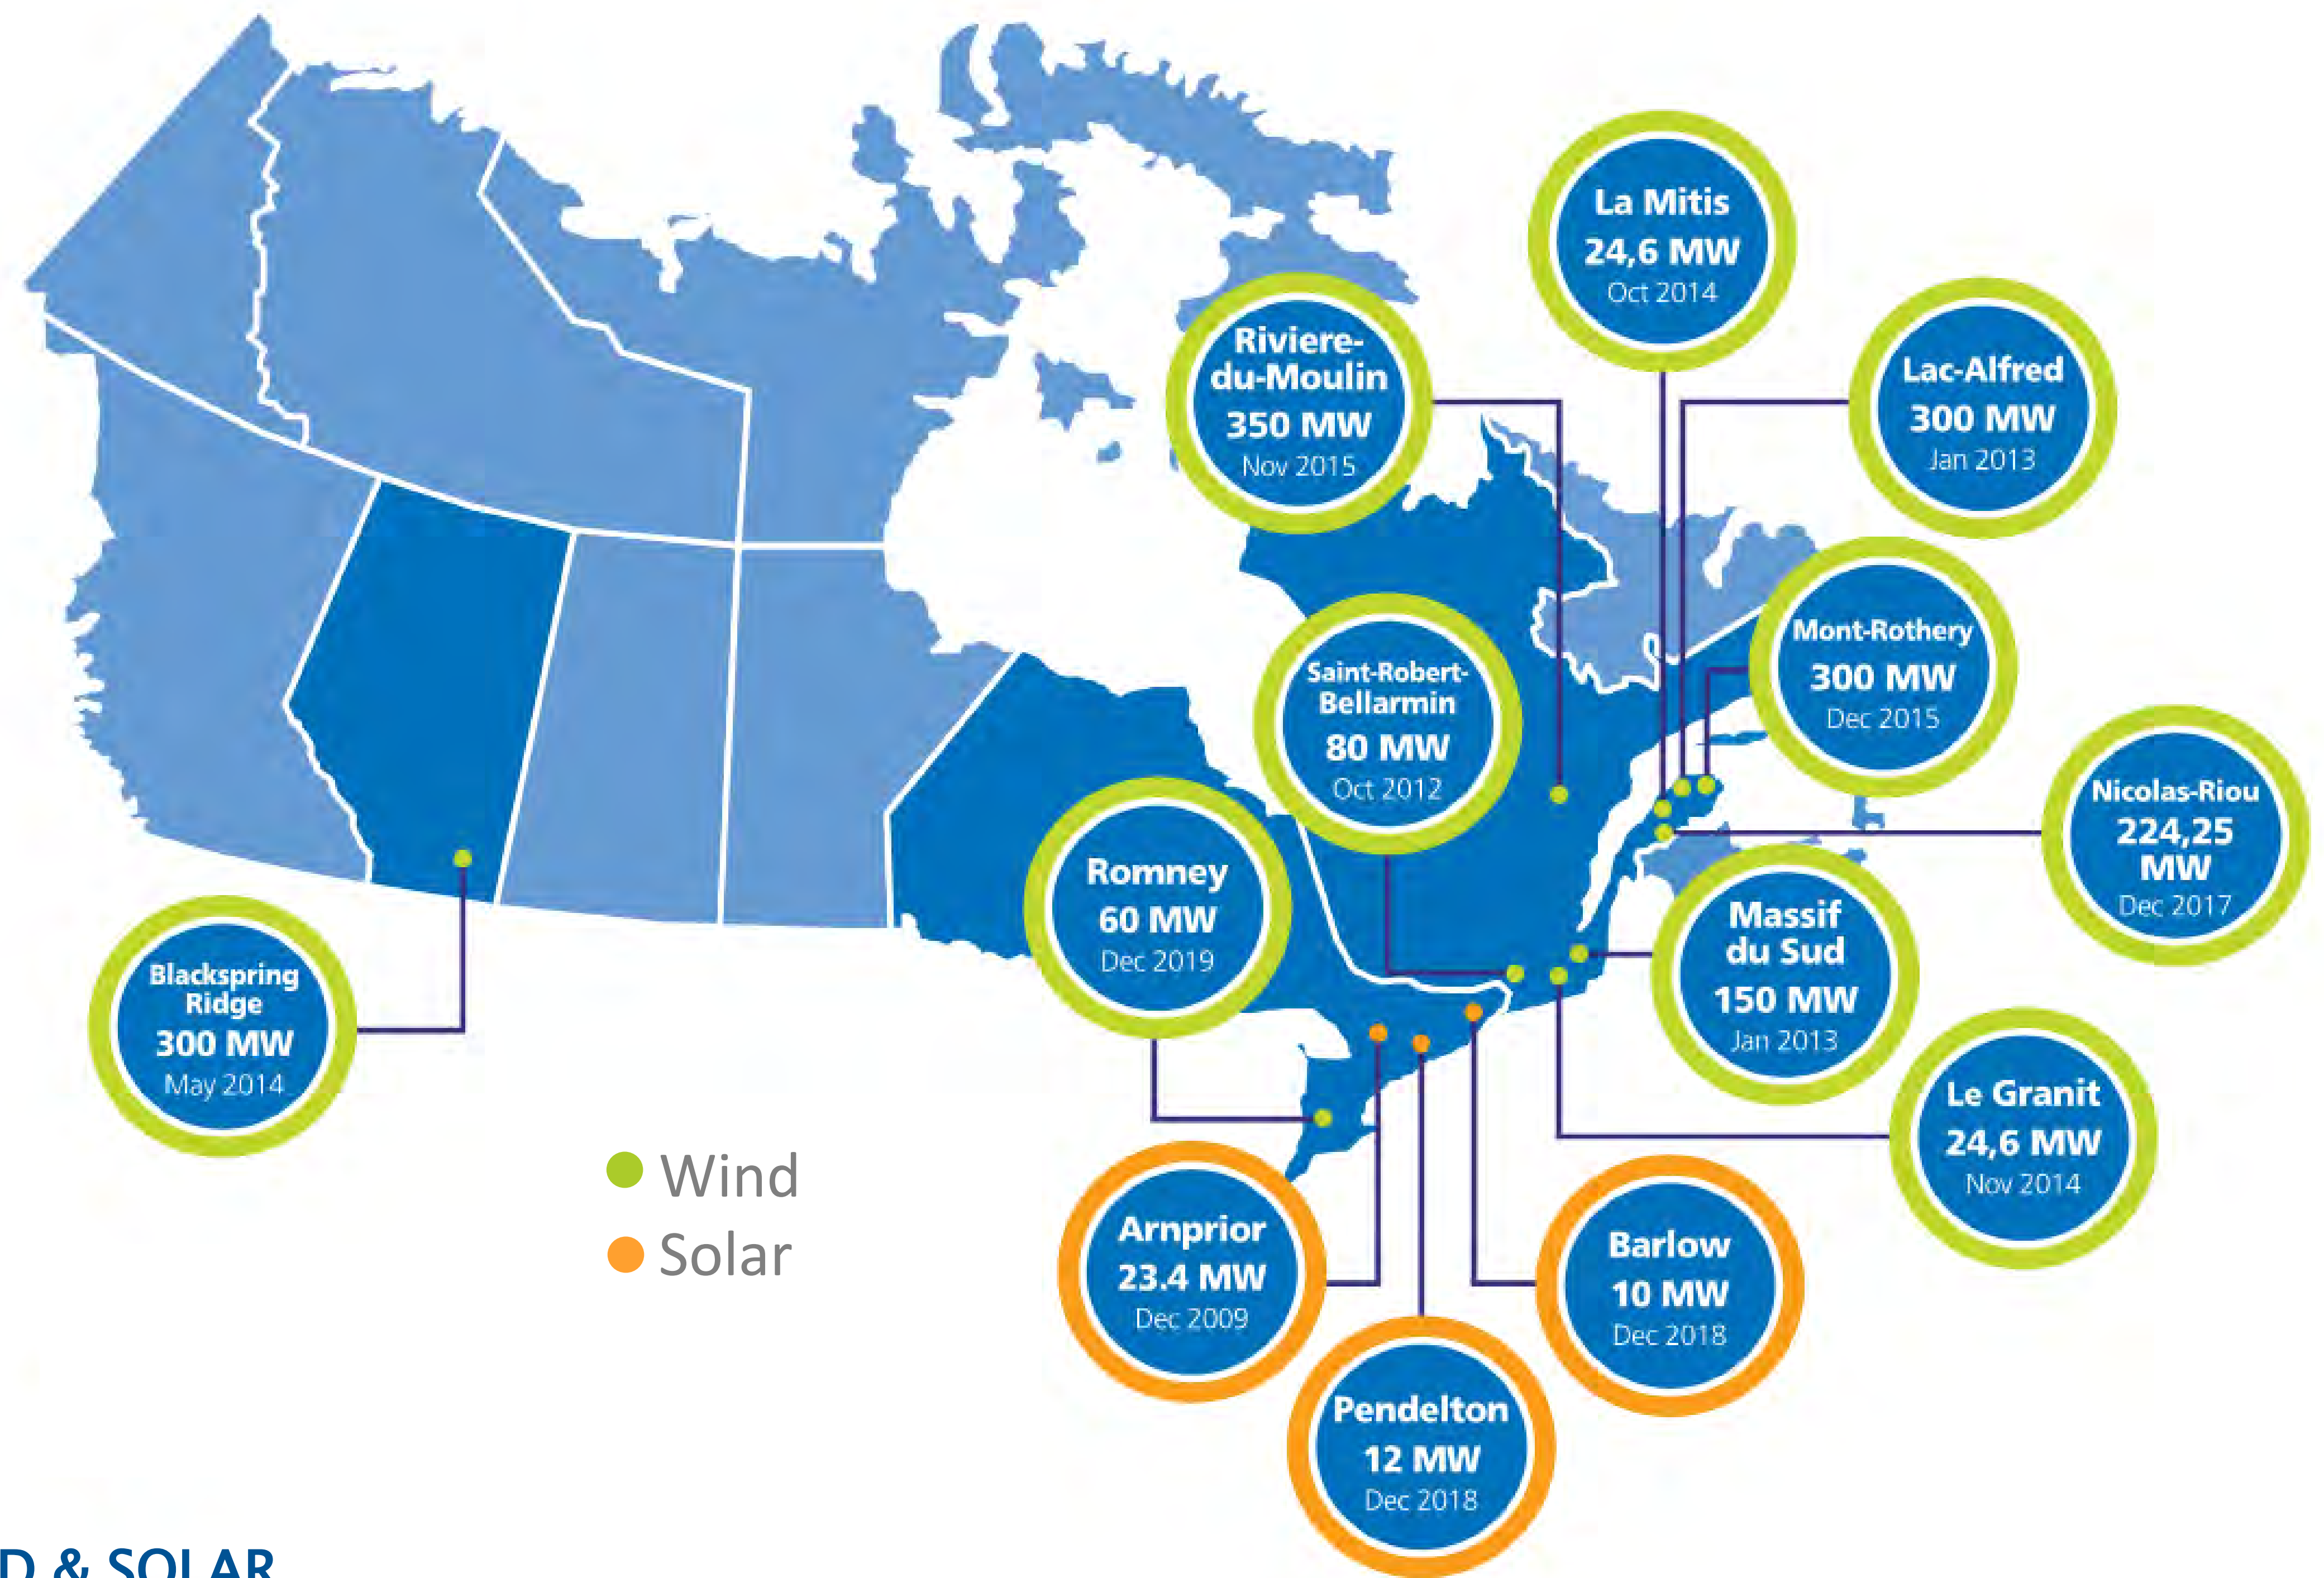 La Mitis
24,6 MW
Oct 2014
Riviere-
du-Moulin
350 MW
Nov 2015
Lac-Alfred
300 MW
Jan 2013
Mont-Rothery
300 MW
Dec 2015
Saint-Robert-
Bellarmin
80 MW
Oct 2012
Nicolas-Riou
224,25
MW
Dec 2017
Romney
60 MW
Dec 2019
Massif
du Sud
150 MW
Jan 2013
Blackspring
Ridge
300 MW
May 2014
Le Granit
24,6 MW
Nov 2014
Wind
Solar
Arnprior
23.4 MW
Dec 2009
Barlow
10 MW
Dec 2018
Pendelton
12 MW
Dec 2018
D & SOLAR